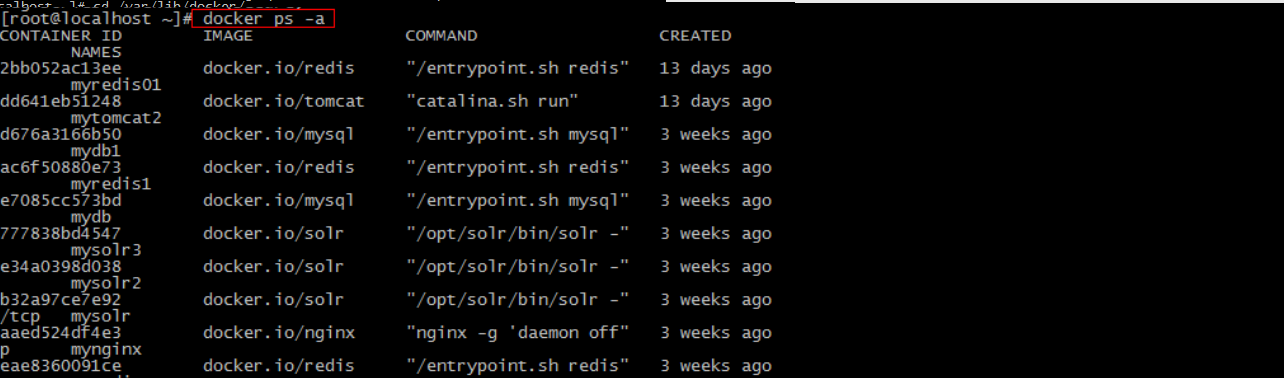 [root@localhost ~]# docker ps -a
CONTAINER ID IMAGE COMMAND CREATED
NAMES
2bb052ac13ee docker.io/redis "/entrypoint.sh redis" 13 days ago
myredis01
dd641eb51248 docker.io/tomcat "catalina.sh run" 13 days ago
mytomcat2
d676a3166b50 docker.io/mysql "/entrypoint.sh mysql" 3 weeks ago
mydb1
ac6f50880e73 docker.io/redis "/entrypoint.sh redis" 3 weeks ago
myredis1
e7085cc573bd docker.io/mysql "/entrypoint.sh mysql" 3 weeks ago
mydb
777838bd4547 docker.io/solr "/opt/solr/bin/solr -" 3 weeks ago
mysolr3
e34a0398d038 docker.io/solr "/opt/solr/bin/solr -" 3 weeks ago
mysolr2
b32a97ce7e92 docker.io/solr "/opt/solr/bin/solr -" 3 weeks ago
/tcp mysolr
aaed524df4e3 docker.io/nginx "nginx -g 'daemon off" 3 weeks ago
p mynginx
eae8360091ce docker.io/redis "/entrypoint.sh redis" 3 weeks ago